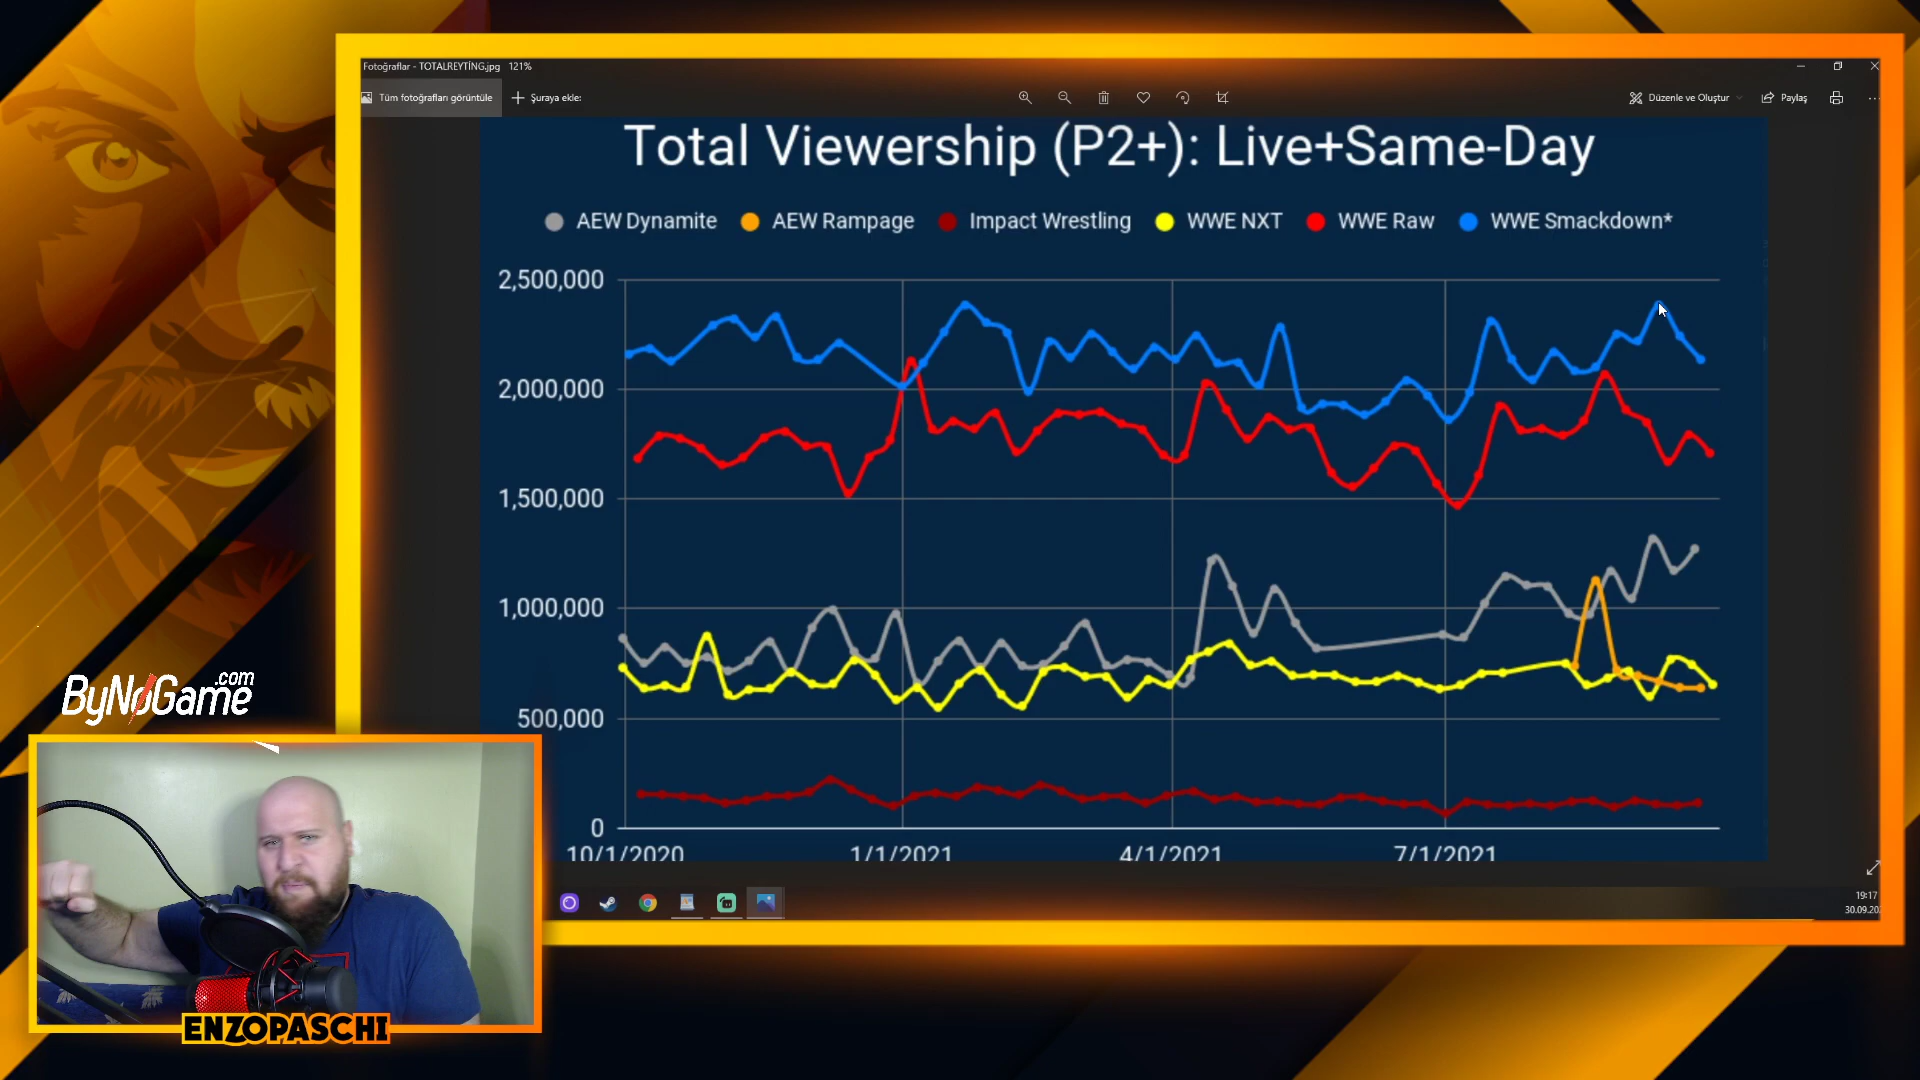 Fotoğraflar - TOTALREYTİNG.jpg 121%
Tüm fotoğrafları görüntüle
Şuraya ekle:
Düzenle ve Oluştur
Paylaş
Total Viewership (P2+): Live+Same-Day
AEW Dynamite AEW Rampage Impact Wrestling WWE NXT WWE Raw WWE Smackdown*
2,500,000
2,000,000
1,500,000
1,000,000
500,000
0
10/1/2020 1/1/2021 4/1/2021 7/1/2021
19:17
30.09.20
ByNoGame.com
ENZOPASCHI